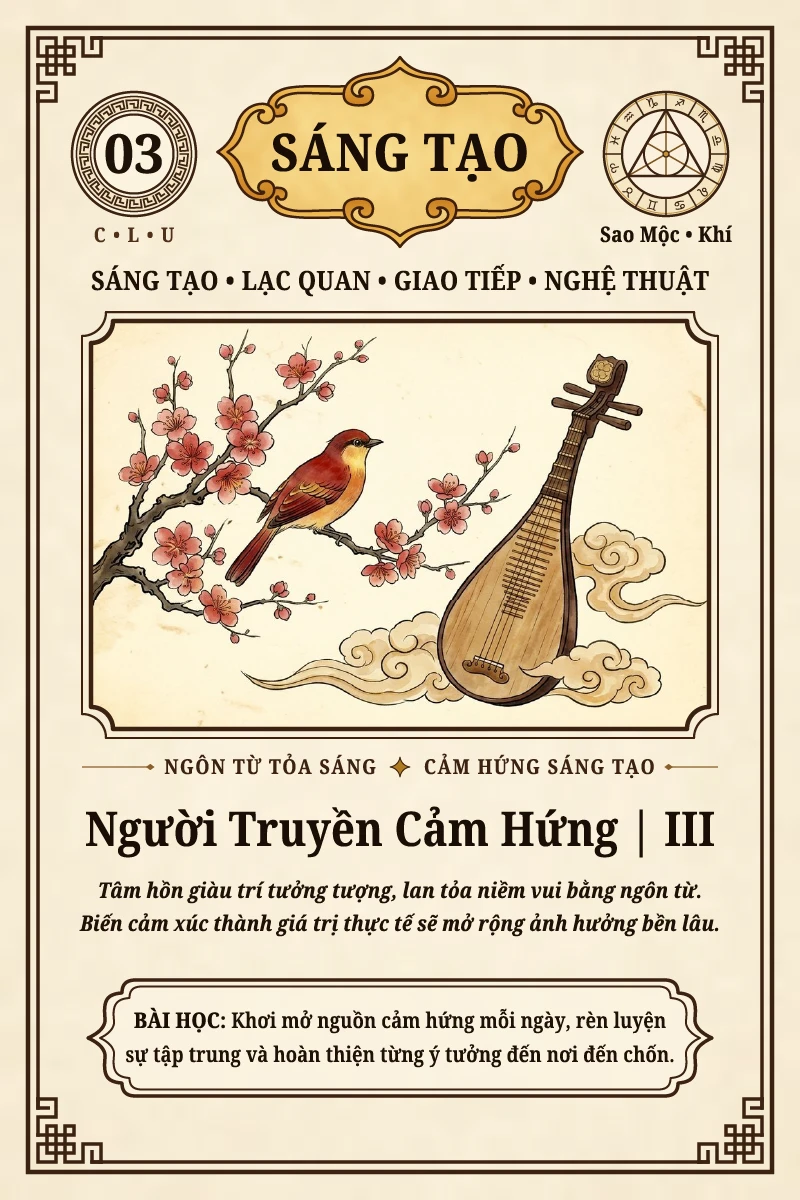 03
SÁNG TẠO
C • L • U
Sao Mộc • Khí
SÁNG TẠO • LẠC QUAN • GIAO TIẾP • NGHỆ THUẬT
NGÔN TỪ TỎA SÁNG ✦ CẢM HỨNG SÁNG TẠO
Người Truyền Cảm Hứng | III
Tâm hồn giàu trí tưởng tượng, lan tỏa niềm vui bằng ngôn từ.
Biến cảm xúc thành giá trị thực tế sẽ mở rộng ảnh hưởng bền lâu.
BÀI HỌC: Khơi mở nguồn cảm hứng mỗi ngày, rèn luyện
sự tập trung và hoàn thiện từng ý tưởng đến nơi đến chốn.